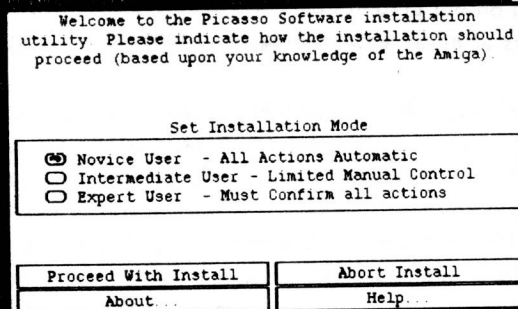 Welcome to the Picasso Software installation
utility. Please indicate how the installation should
proceed (based upon your knowledge of the Amiga).
Set Installation Mode
Novice User - All Actions Automatic
Intermediate User - Limited Manual Control
Expert User - Must Confirm all actions
Proceed With Install
Abort Install
About...
Help...